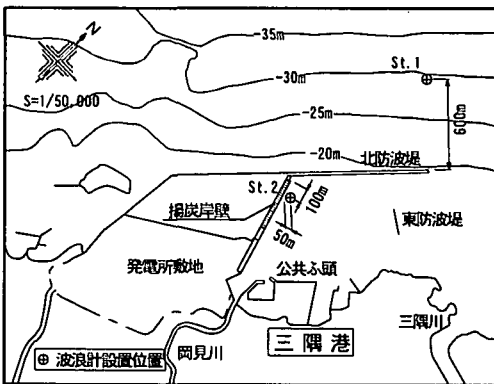 N
S=1/50,000
-35m
St.1
-30m
-25m
600m
-20m
北防波堤
St.2
揚炭岸壁
100m
50m
東防波堤
発電所敷地
公共ふ頭
三隅川
岡見川
三隅港
⊕ 波浪計設置位置